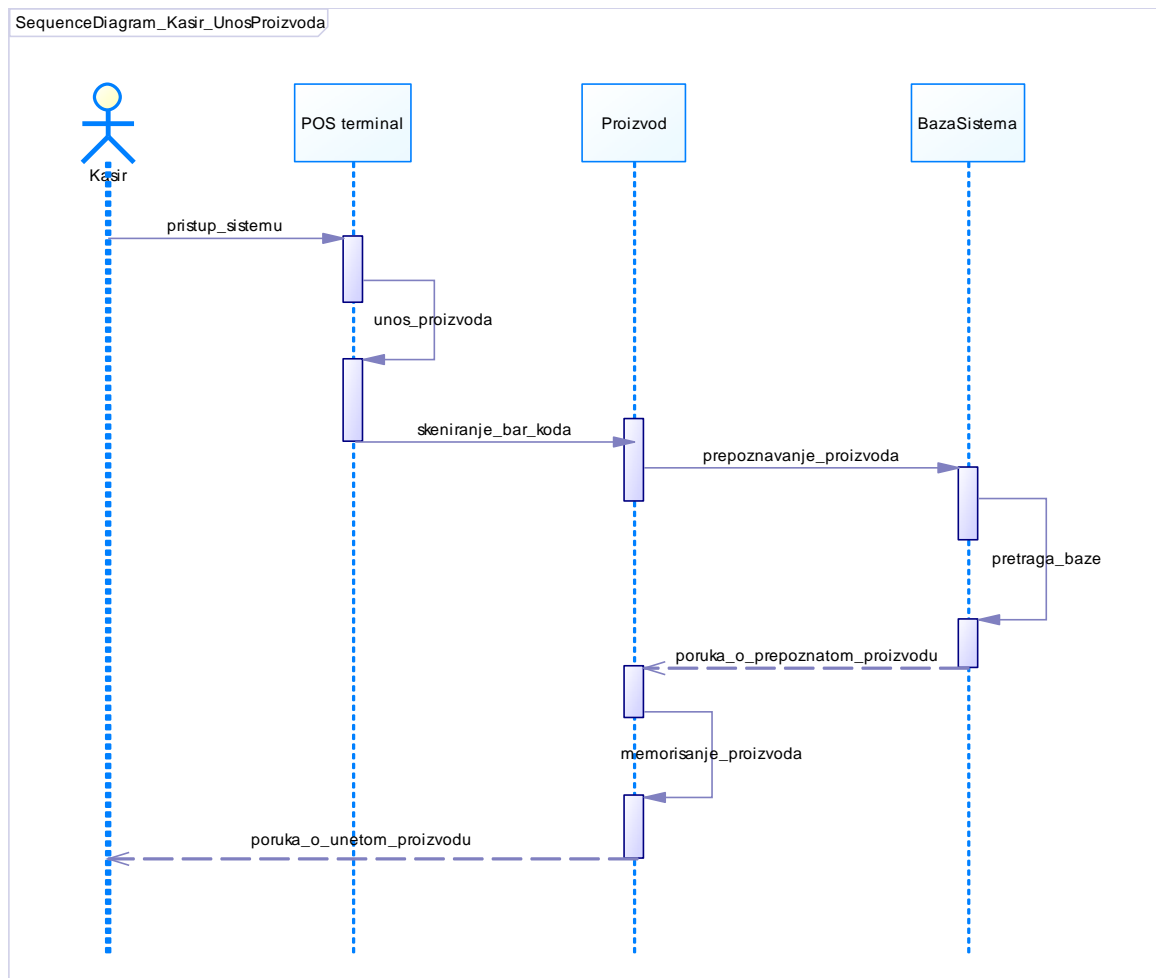 SequenceDiagram_Kasir_UnosProizvoda
POS terminal
Proizvod
BazaSistema
Kasir
pristup_sistemu
unos_proizvoda
skeniranje_bar_koda
prepoznavanje_proizvoda
pretraga_baze
poruka_o_prepoznatom_proizvodu
memorisanje_proizvoda
poruka_o_unetom_proizvodu